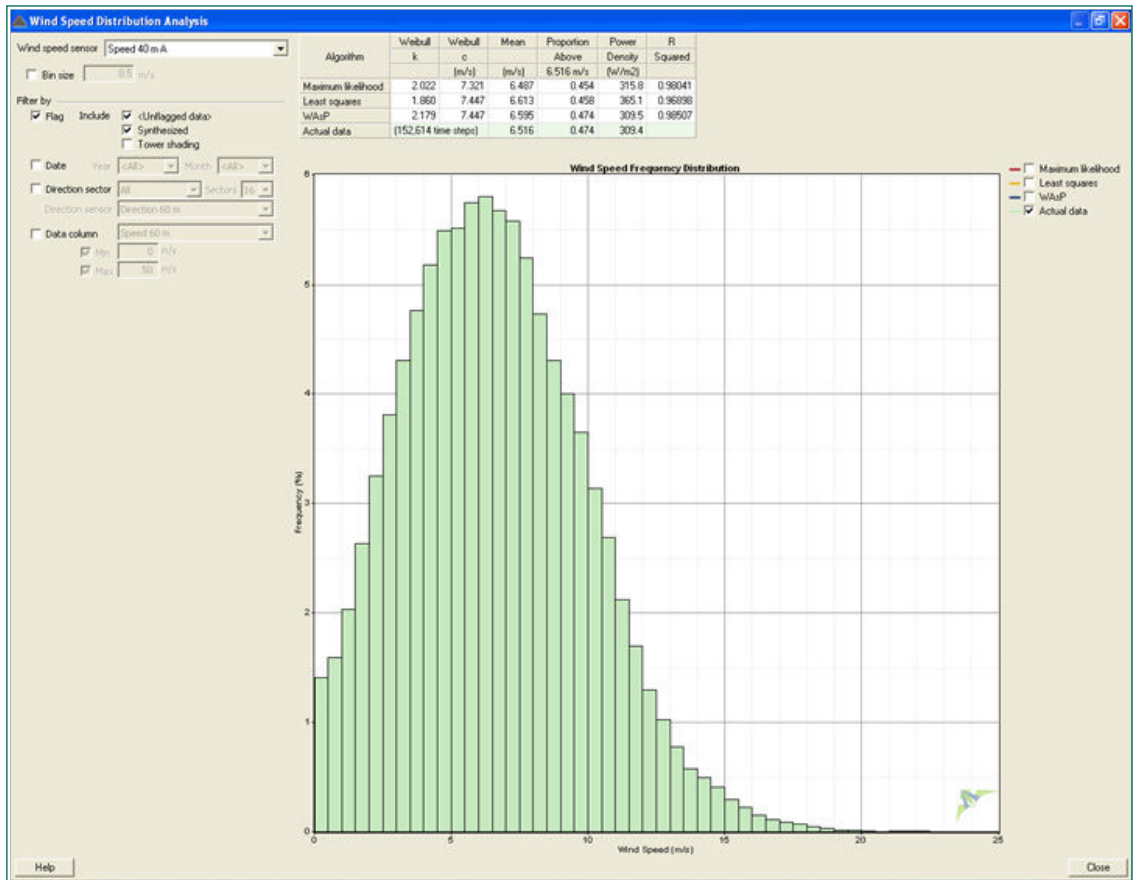 Wind Speed Distribution Analysis
Wind speed sensor Speed 40 m A
Bin size 0.5 m/s
Filter by
Flag Include <Unflagged data>
Synthesized
Tower shading
Date Year <All> Month <All>
Direction sector All Sectors 16
Direction sensor Direction 60 m
Data column Speed 60 m
Min 0 m/s
Max 50 m/s
Algorithm Weibull Weibull Mean Proportion Power R
k c Above Density Squared
(m/s) (m/s) 6.516 m/s (W/m2)
Maximum likelihood 2.022 7.321 6.487 0.454 315.8 0.98041
Least squares 1.860 7.447 6.613 0.458 365.1 0.96898
WAsP 2.179 7.447 6.595 0.474 309.5 0.98507
Actual data (152,614 time steps) 6.516 0.474 309.4
Wind Speed Frequency Distribution
Maximum likelihood
Least squares
WAsP
Actual data
6
5
4
3
2
1
0
Frequency (%)
0 5 10 15 20 25
Wind Speed (m/s)
Help Close